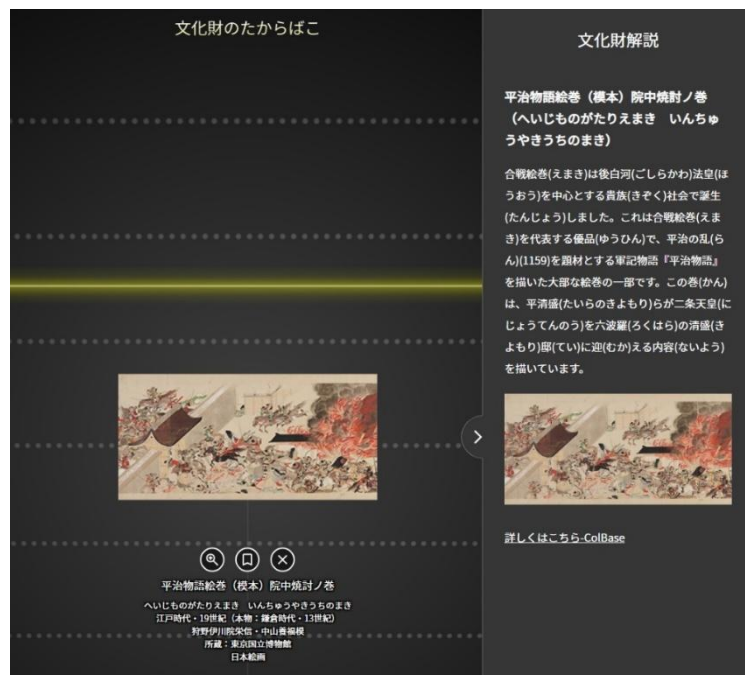 文化財のたからばこ
平治物語絵巻（模本）院中焼討ノ巻
へいじものがたりえまき　いんちゅうやきうちのまき
江戸時代・19世紀（本物：鎌倉時代・13世紀）
狩野伊川院栄信・中山養福模
所蔵：東京国立博物館
日本絵画
文化財解説
平治物語絵巻（模本）院中焼討ノ巻
（へいじものがたりえまき　いんちゅ
うやきうちのまき）
合戦絵巻(えまき)は後白河(ごしらかわ)法皇(ほ
うおう)を中心とする貴族(きぞく)社会で誕生
(たんじょう)しました。これは合戦絵巻(えま
き)を代表する優品(ゆうひん)で、平治の乱(ら
ん)(1159)を題材とする軍記物語『平治物語』
を描いた大部な絵巻の一部です。この巻(かん)
は、平清盛(たいらのきよもり)らが二条天皇(に
じょうてんのう)を六波羅(ろくはら)の清盛(き
よもり)邸(てい)に迎(むか)える内容(ないよう)
を描いています。
詳しくはこちら-ColBase